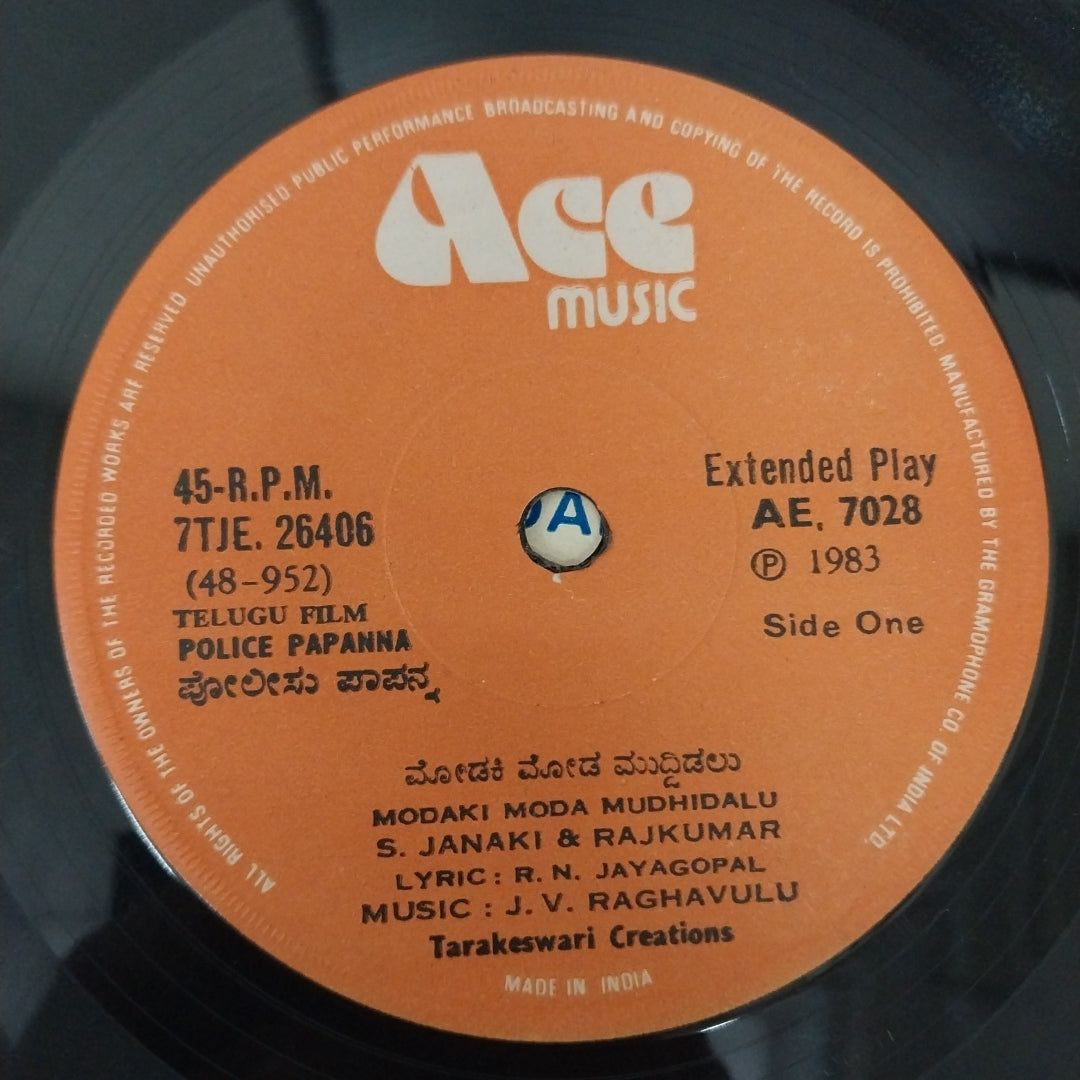 ALL RIGHTS OF THE OWNERS OF THE RECORDED WORKS ARE RESERVED UNAUTHORISED PUBLIC PERFORMANCE BROADCASTING AND COPYING OF THE RECORD IS PROHIBITED. MANUFACTURED BY THE GRAMOPHONE CO. OF INDIA LTD.
Ace
MUSIC
45-R.P.M.
7TJE. 26406
(48-952)
TELUGU FILM
POLICE PAPANNA
ಪೋಲೀಸು ಪಾಪನ್ನ
Extended Play
AE. 7028
Ⓟ 1983
Side One
A
ಮೋಡಕಿ ಮೋಡ ಮುದ್ದಿಡಲು
MODAKI MODA MUDHIDALU
S. JANAKI & RAJKUMAR
LYRIC : R. N. JAYAGOPAL
MUSIC : J. V. RAGHAVULU
Tarakeswari Creations
MADE IN INDIA